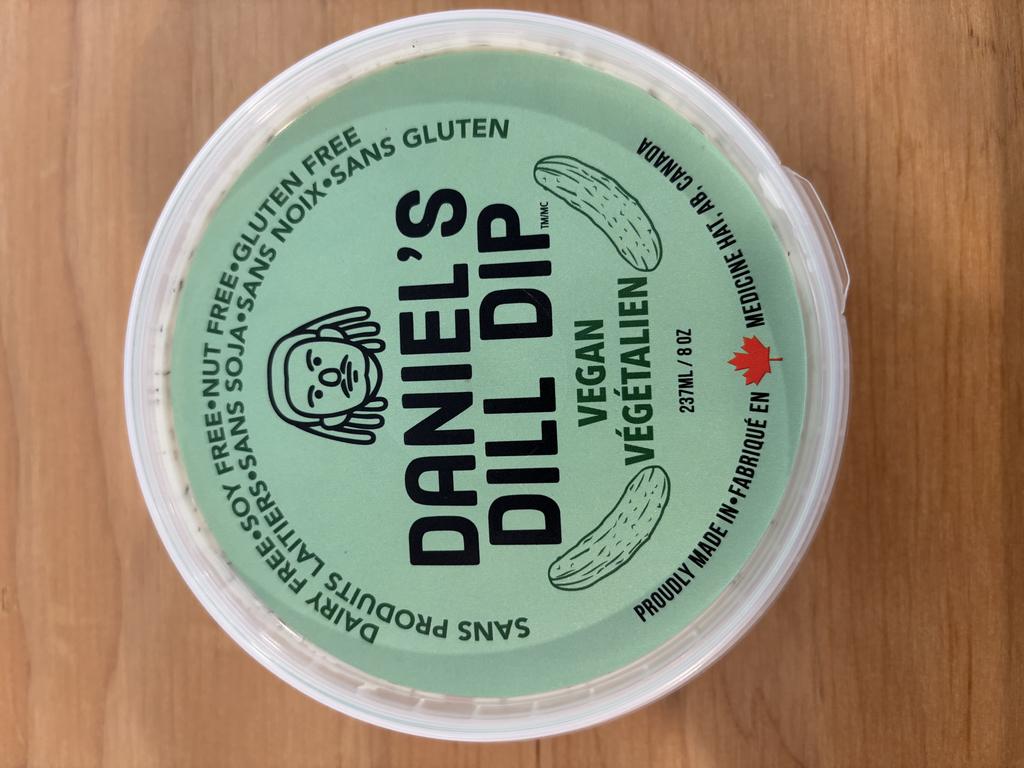 DAIRY FREE•SOY FREE•NUT FREE•GLUTEN FREE
SANS PRODUITS LAITIERS•SANS SOJA•SANS NOIX•SANS GLUTEN
DANIEL'S
DILL DIP TM/MC
VEGAN
VÉGÉTALIEN
237ML / 8 OZ
PROUDLY MADE IN•FABRIQUÉ EN MEDICINE HAT, AB, CANADA